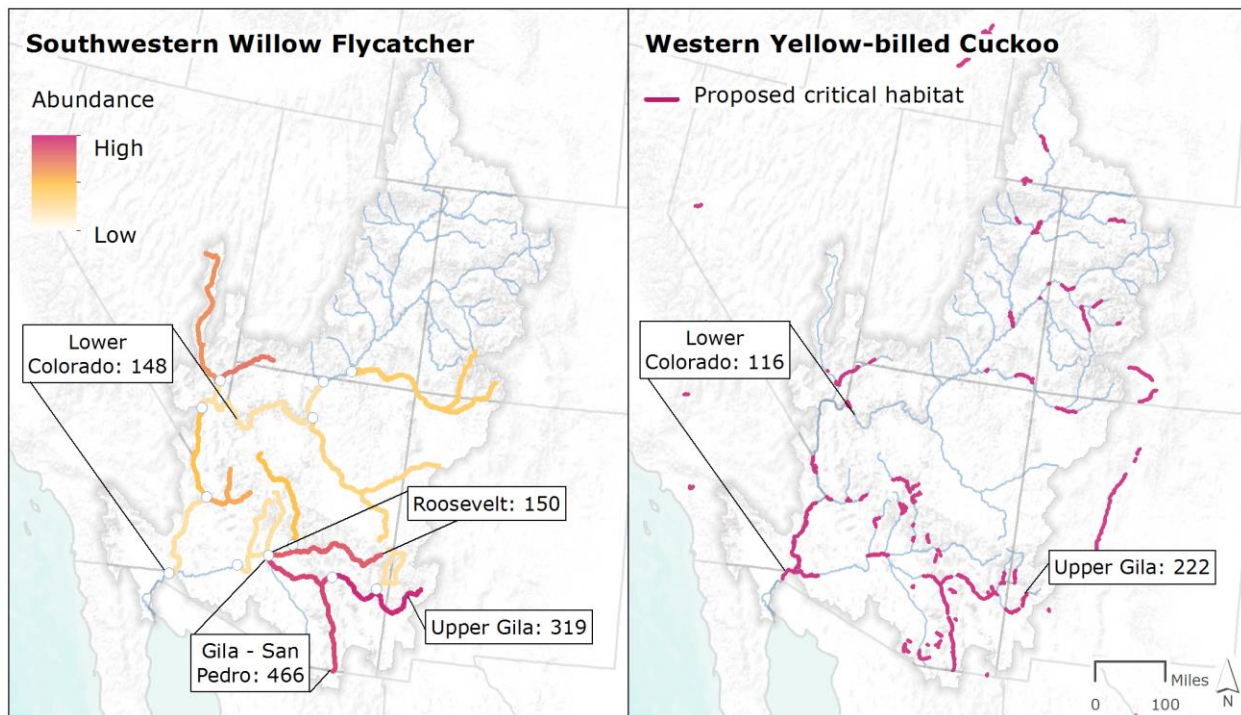 Southwestern Willow Flycatcher
Abundance
High
Low
Lower
Colorado: 148
Roosevelt: 150
Upper Gila: 319
Gila - San
Pedro: 466
Western Yellow-billed Cuckoo
Proposed critical habitat
Lower
Colorado: 116
Upper Gila: 222
Miles
0 100
N